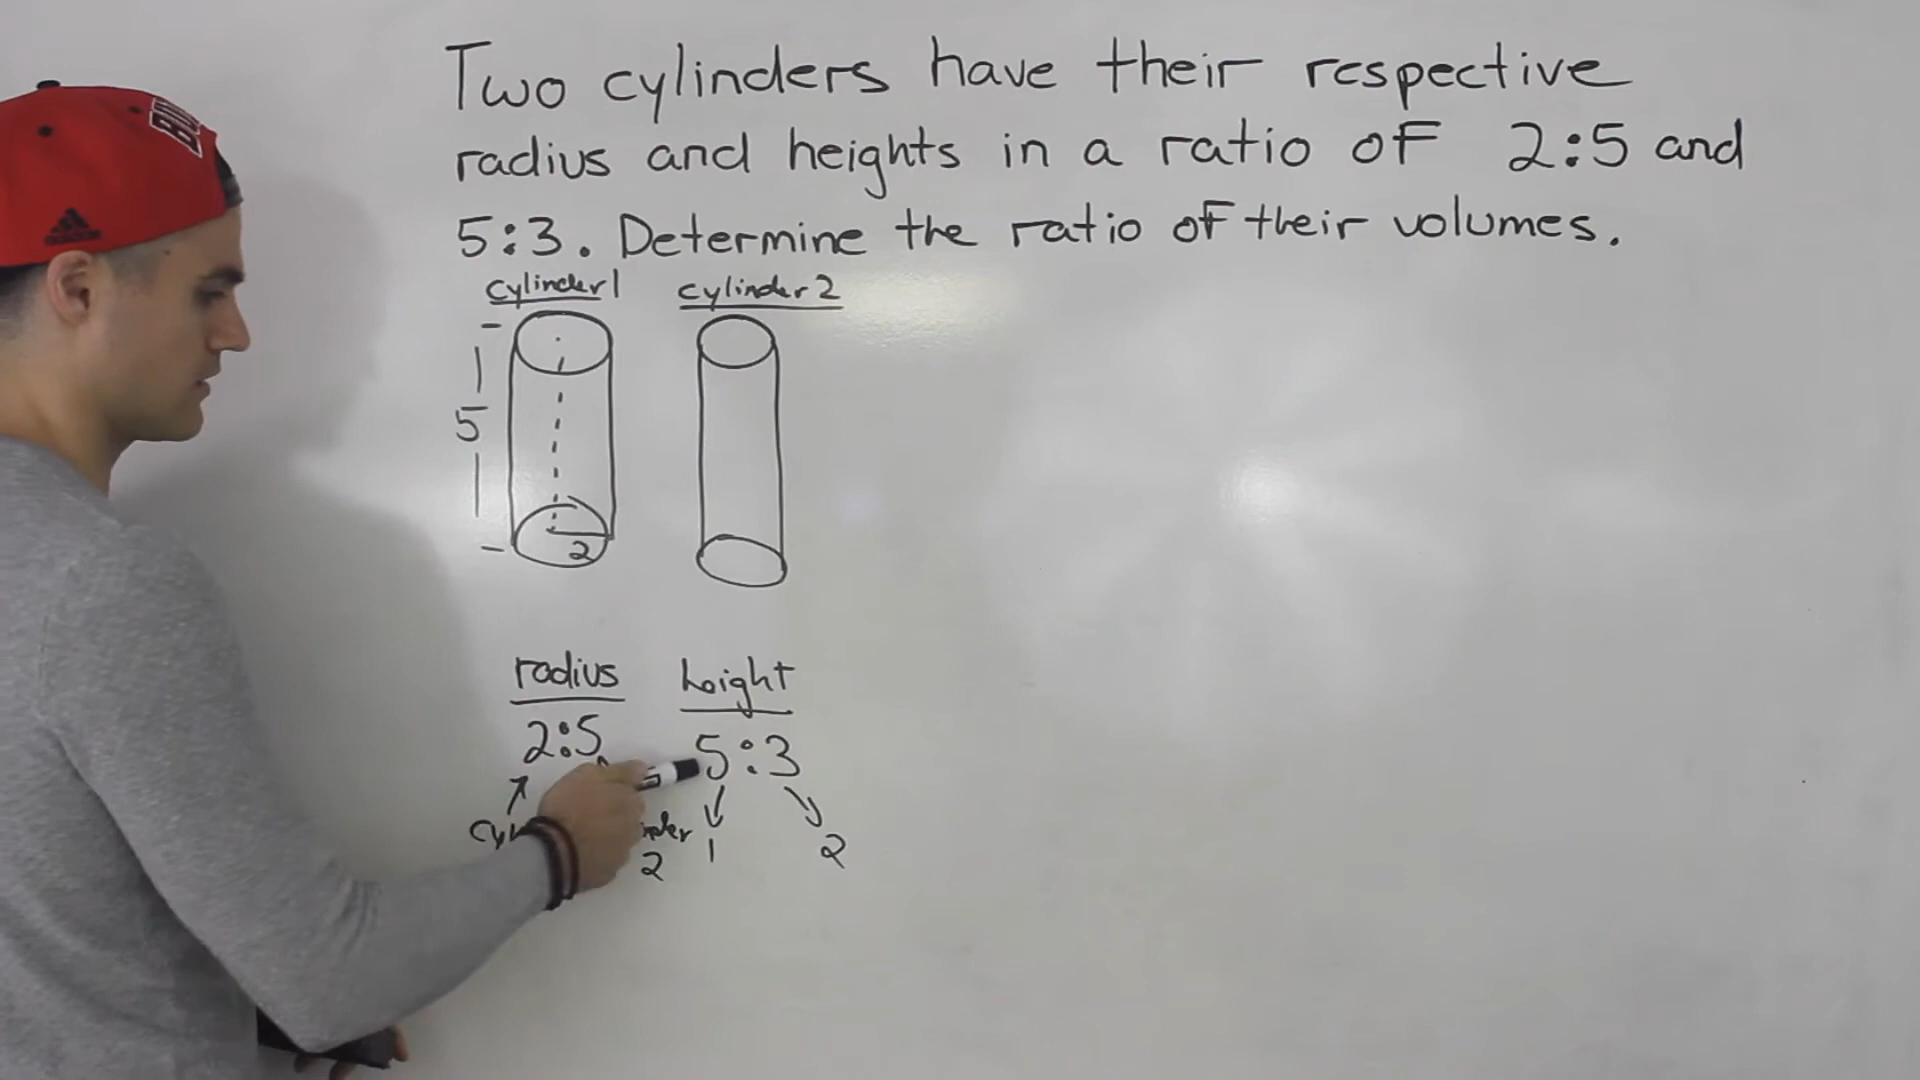 Two cylinders have their respective
radius and heights in a ratio of 2:5 and
5:3. Determine the ratio of their volumes.
cylinder 1 cylinder 2
5
2
radius height
2:5 5:3
2 1 2